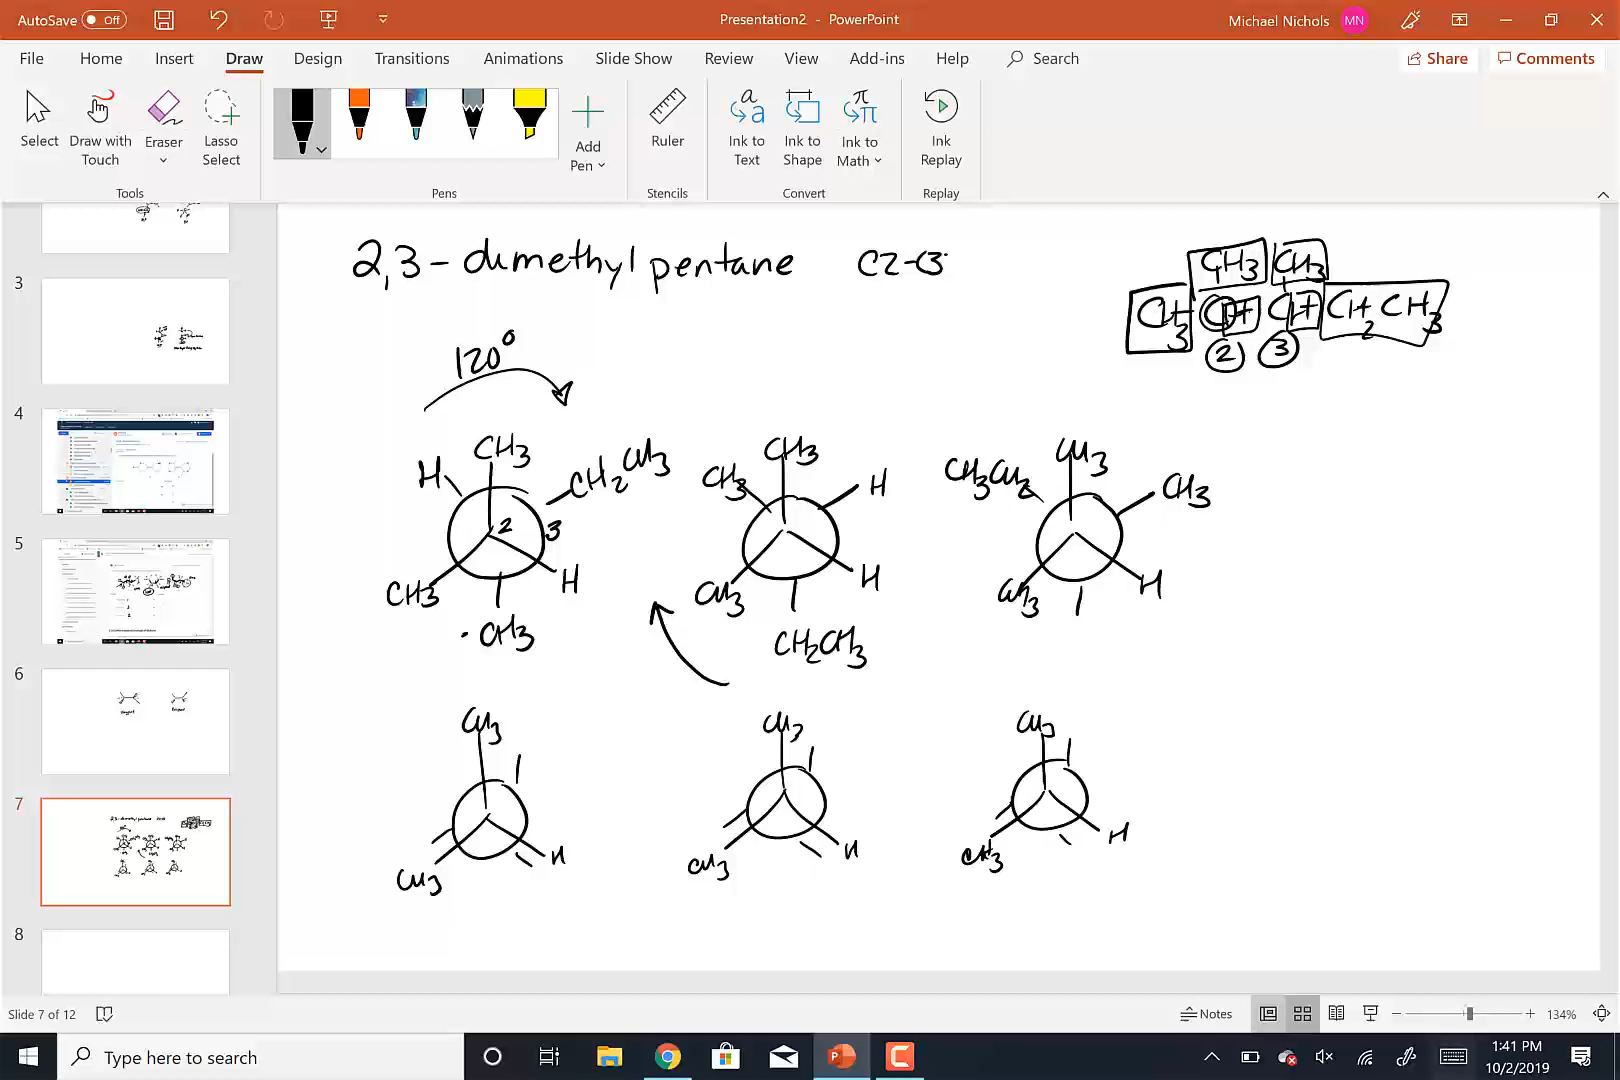 AutoSave Off
Presentation2 - PowerPoint
Michael Nichols MN
File Home Insert Draw Design Transitions Animations Slide Show Review View Add-ins Help Search
Share Comments
Select
Draw with Touch
Eraser
Lasso Select
Add Pen
Ruler
Ink to Text
Ink to Shape
Ink to Math
Ink Replay
Tools Pens Stencils Convert Replay
3
4
5
6
7
8
2,3-dimethylpentane C2-C3
CH3 CH3
CH3 CH CH CH2 CH3
2 3
120°
CH3
H CH2CH3
2 3
CH3 H
CH3
CH3
CH3 H
CH3 H
CH2CH3
CH3
CH3CH2 CH3
CH3 H
CH3 CH3 CH3
CH3 H
CH3 H
CH3 H
Slide 7 of 12
Notes
134%
Type here to search
1:41 PM
10/2/2019